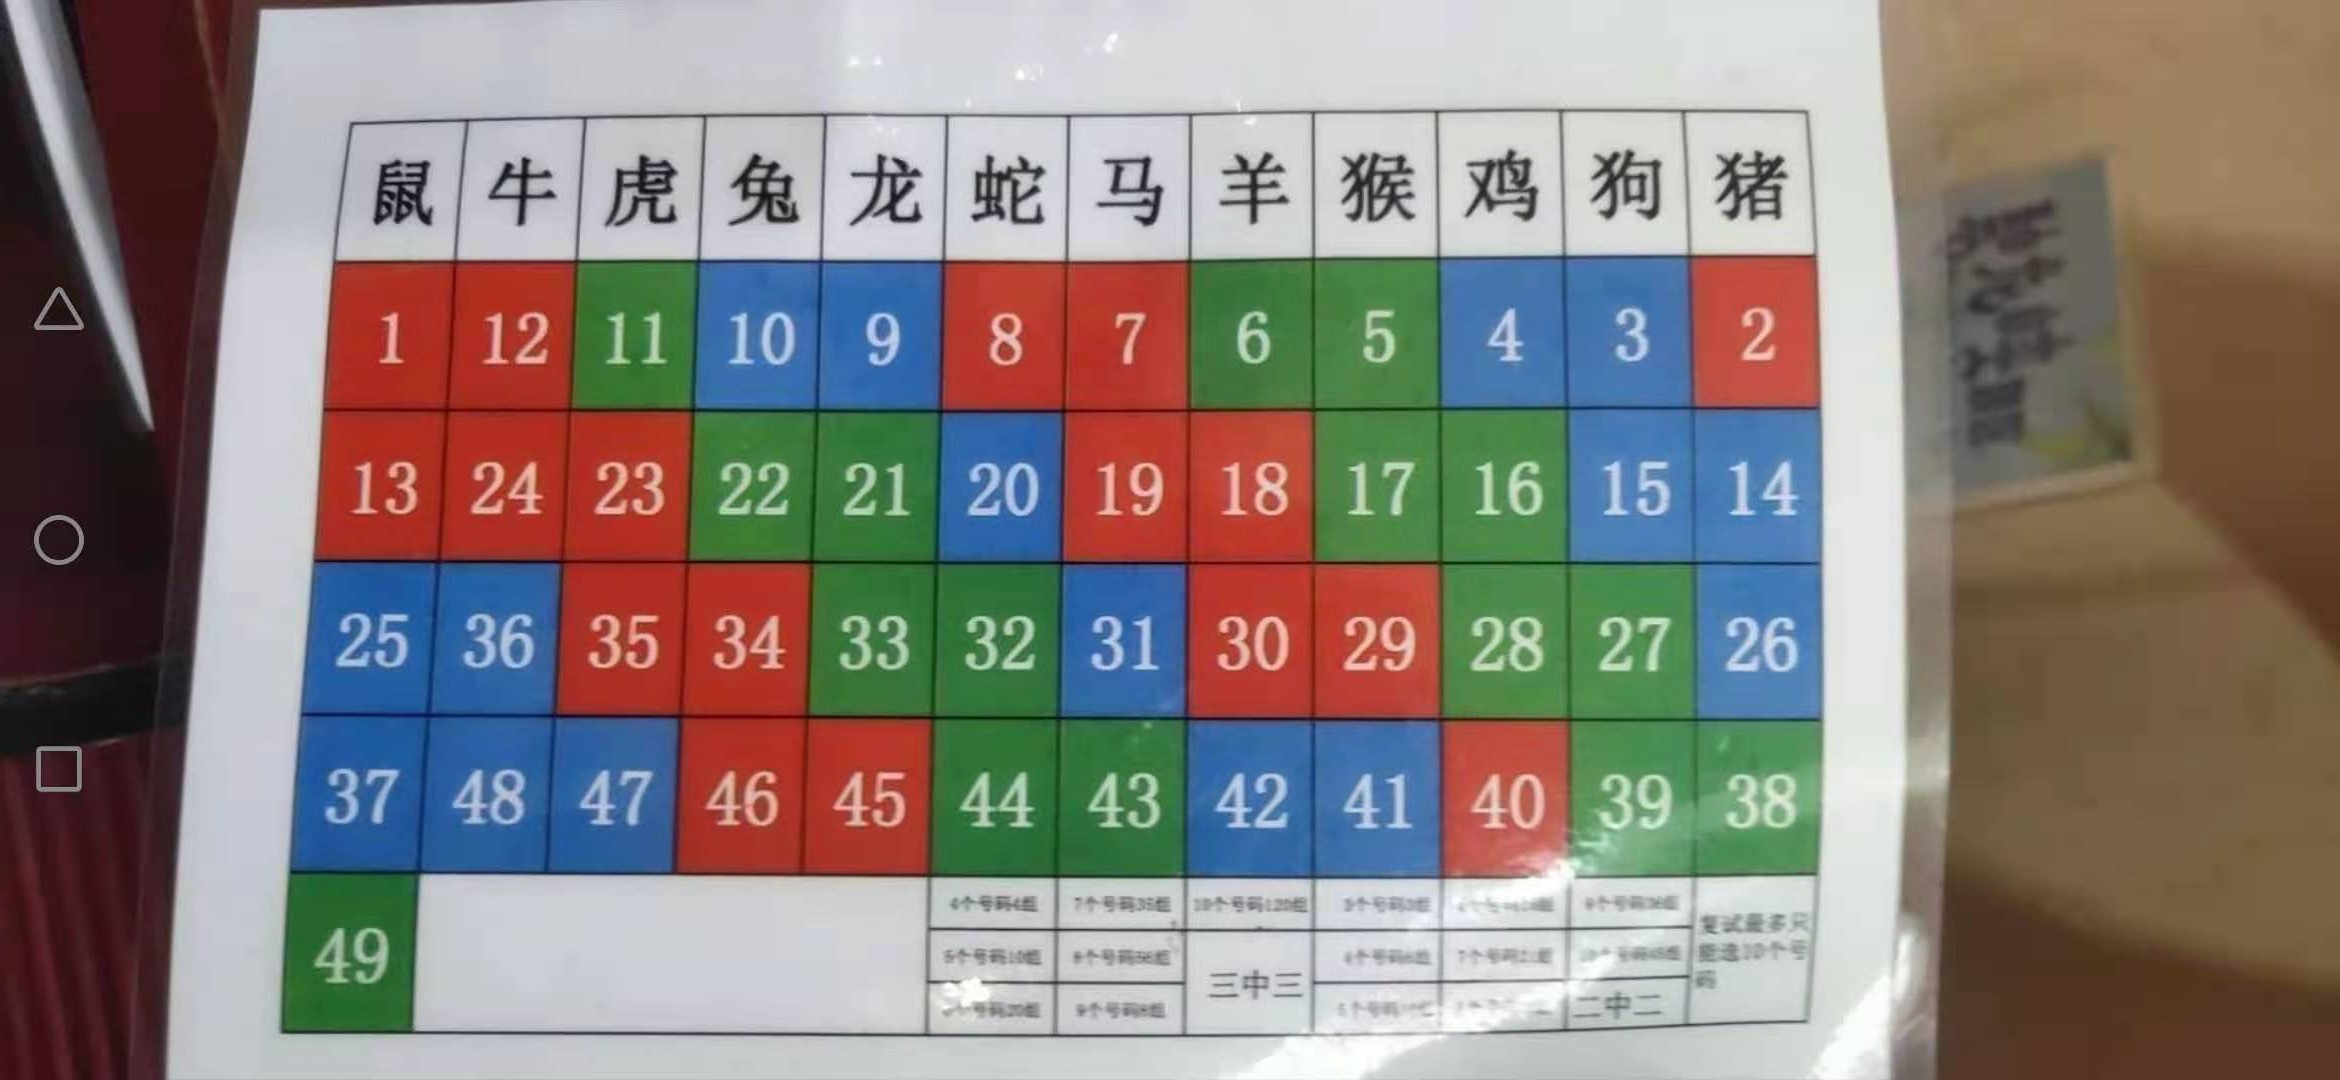 鼠 牛 虎 兔 龙 蛇 马 羊 猴 鸡 狗 猪
1 12 11 10 9 8 7 6 5 4 3 2
13 24 23 22 21 20 19 18 17 16 15 14
25 36 35 34 33 32 31 30 29 28 27 26
37 48 47 46 45 44 43 42 41 40 39 38
49
4个号码4组 7个号码35组 10个号码120组 3个号码3组 9个号码36组
5个号码10组 8个号码56组 4个号码6组 7个号码21组 10个号码45组
个号码20组 9个号码8组 5个号码
三中三
二中二
复试最多只
能选10个号
码